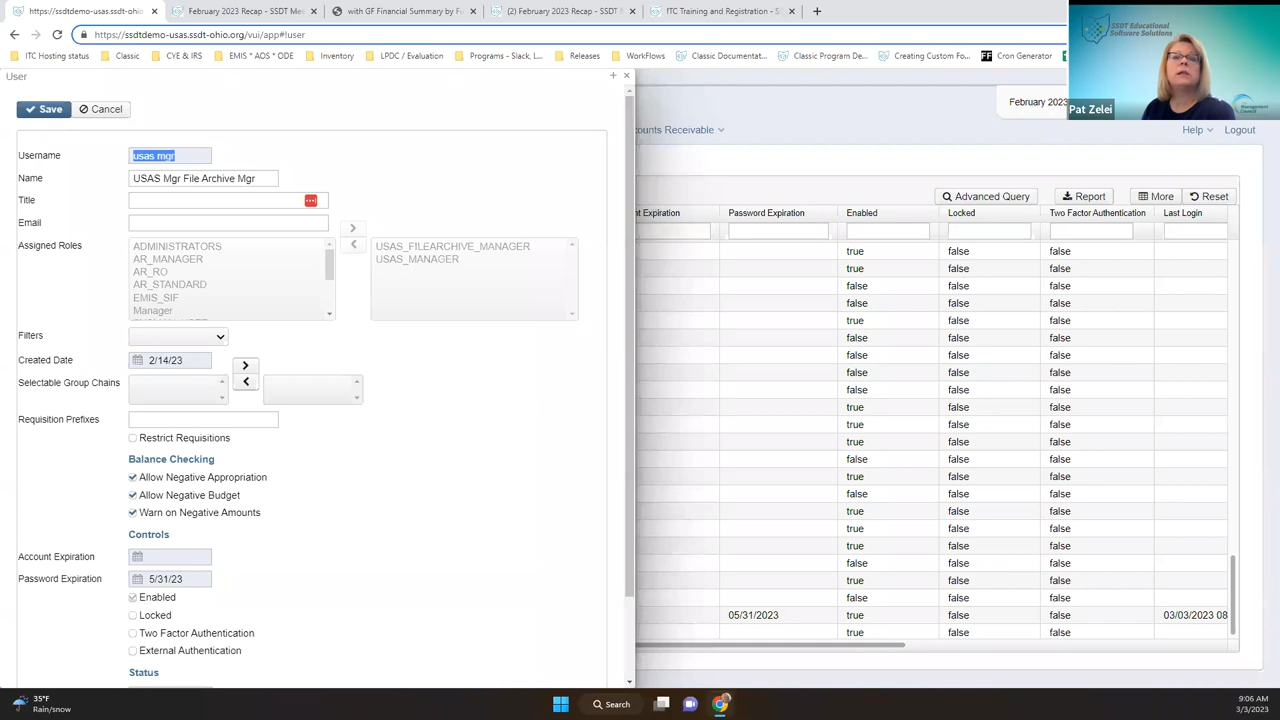 https://ssdtdemo-usas.ssdt-ohio.org/
February 2023 Recap - SSDT Meet
with GF Financial Summary by Fu
(2) February 2023 Recap - SSDT M
ITC Training and Registration - S
https://ssdtdemo-usas.ssdt-ohio.org/vui/app#!user
ITC Hosting status
Classic
CYE & IRS
EMIS * AOS * ODE
Inventory
LPDC / Evaluation
Programs - Slack, L...
Releases
WorkFlows
Classic Documentat...
Classic Program De...
Creating Custom Fo...
Cron Generator
SSDT Educational
Software Solutions
Management
Council
Pat Zelei
User
Save
Cancel
February 2023
ounts Receivable
Help
Logout
Username
usas mgr
Name
USAS Mgr File Archive Mgr
Title
Email
Assigned Roles
ADMINISTRATORS
AR_MANAGER
AR_RO
AR_STANDARD
EMIS_SIF
Manager
USAS_FILEARCHIVE_MANAGER
USAS_MANAGER
Filters
Created Date
2/14/23
Selectable Group Chains
Requisition Prefixes
Restrict Requisitions
Balance Checking
Allow Negative Appropriation
Allow Negative Budget
Warn on Negative Amounts
Controls
Account Expiration
Password Expiration
5/31/23
Enabled
Locked
Two Factor Authentication
External Authentication
Status
Advanced Query
Report
More
Reset
nt Expiration
Password Expiration
Enabled
Locked
Two Factor Authentication
Last Login
true false false
true false false
false false false
false false false
true false false
false false false
false false false
false false false
false false false
true false false
true false false
true false false
false false false
true false false
false false false
true false false
true false false
true false false
false false false
true false false
false false false
05/31/2023 true false false 03/03/2023 08
true false false
35°F
Rain/snow
Search
9:06 AM
3/3/2023